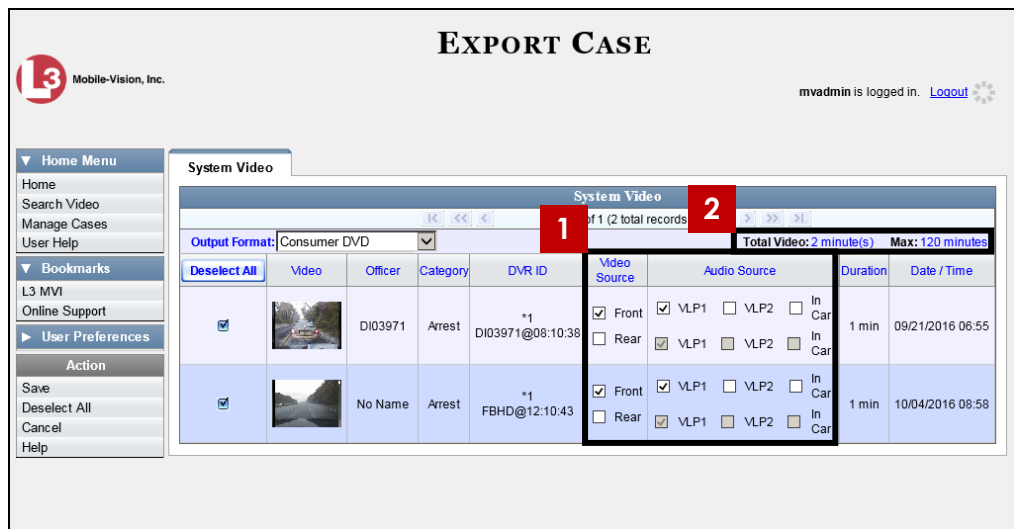 EXPORT CASE
L3 Mobile-Vision, Inc.
mvadmin is logged in. Logout
▼ Home Menu
Home
Search Video
Manage Cases
User Help
▼ Bookmarks
L3 MVI
Online Support
▶ User Preferences
Action
Save
Deselect All
Cancel
Help
System Video
System Video
of 1 (2 total records
1
2
Output Format: Consumer DVD
Total Video: 2 minute(s) Max: 120 minutes
Deselect All Video Officer Category DVR ID Video Source Audio Source Duration Date / Time
DI03971 Arrest *1 DI03971@08:10:38 1 min 09/21/2016 06:55
Front VLP1 VLP2 In Car
Rear VLP1 VLP2 In Car
No Name Arrest *1 FBHD@12:10:43 1 min 10/04/2016 08:58
Front VLP1 VLP2 In Car
Rear VLP1 VLP2 In Car